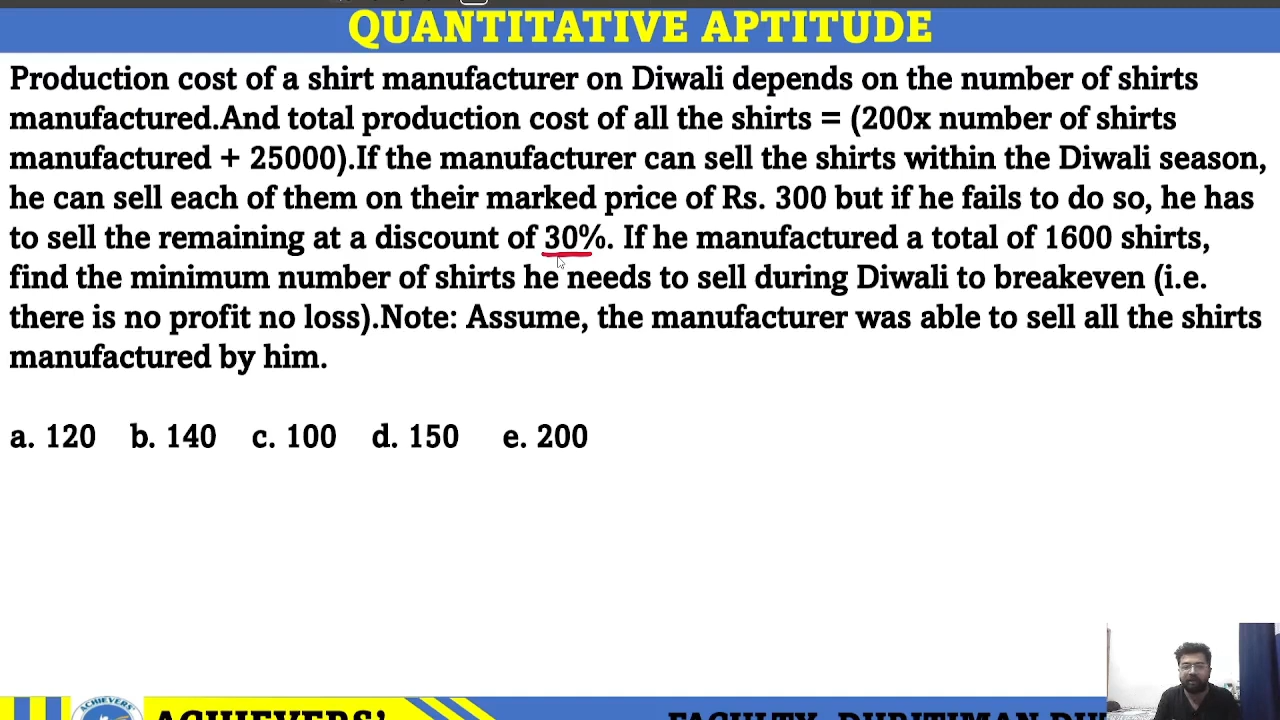 QUANTITATIVE APTITUDE
Production cost of a shirt manufacturer on Diwali depends on the number of shirts
manufactured.And total production cost of all the shirts = (200x number of shirts
manufactured + 25000).If the manufacturer can sell the shirts within the Diwali season,
he can sell each of them on their marked price of Rs. 300 but if he fails to do so, he has
to sell the remaining at a discount of 30%. If he manufactured a total of 1600 shirts,
find the minimum number of shirts he needs to sell during Diwali to breakeven (i.e.
there is no profit no loss).Note: Assume, the manufacturer was able to sell all the shirts
manufactured by him.
a. 120 b. 140 c. 100 d. 150 e. 200
ACHIEVERS'